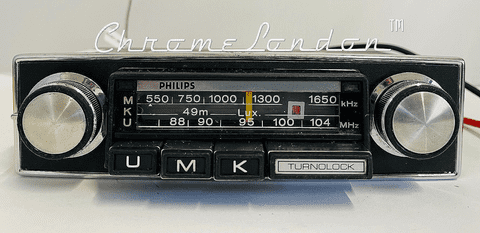 ChromeLondon™
PHILIPS
M 550 750 1000 1300 1650 kHz
K 49m Lux.
U 88 90 95 100 104 MHz
U M K TURNOLOCK